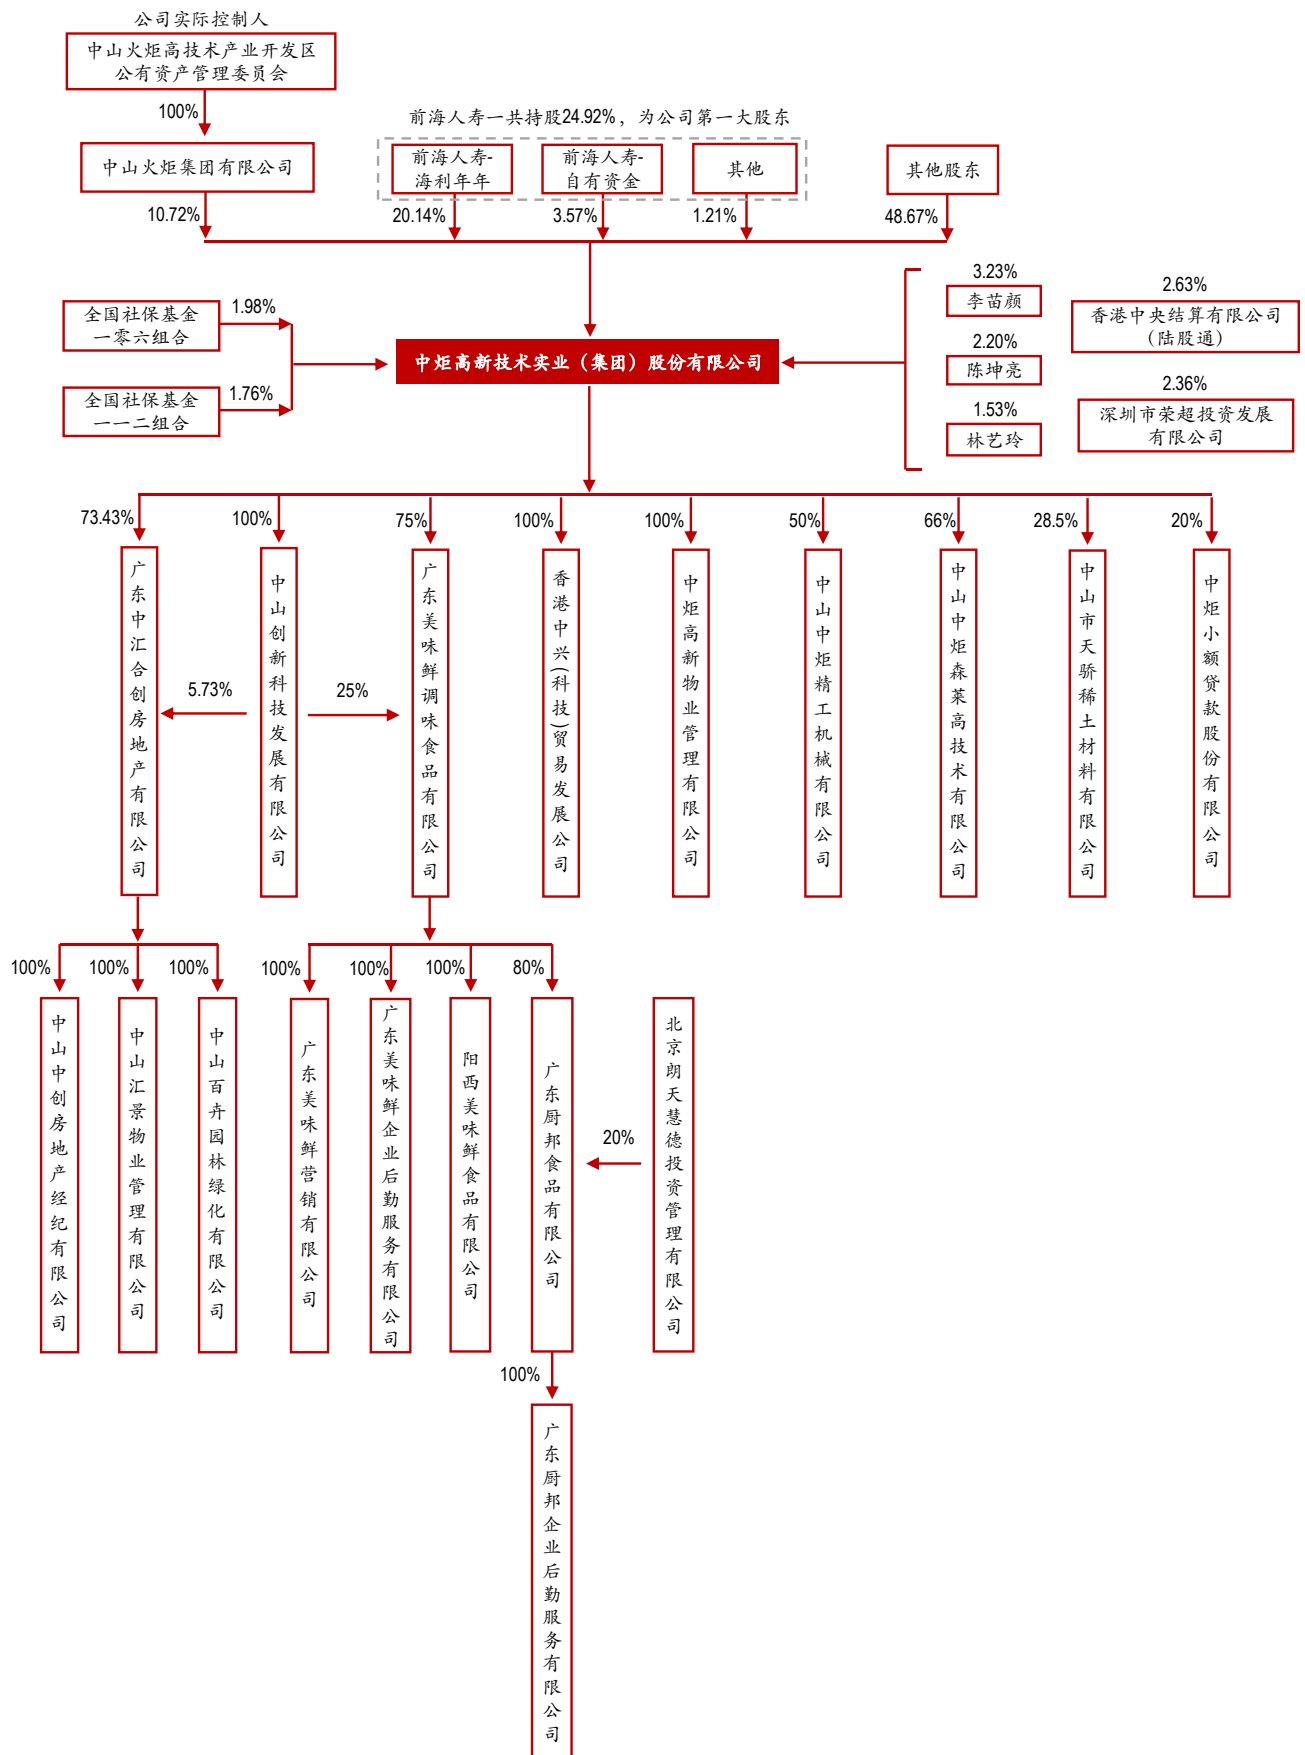 公司实际控制人
中山火炬高技术产业开发区
公有资产管理委员会
100%
前海人寿一共持股24.92%，为公司第一大股东
中山火炬集团有限公司
前海人寿-
海利年年
前海人寿-
自有资金
其他
其他股东
10.72%
20.14%
3.57%
1.21%
48.67%
全国社保基金
一零六组合
1.98%
全国社保基金
一一二组合
1.76%
中炬高新技术实业（集团）股份有限公司
3.23%
李苗颜
2.20%
陈坤亮
1.53%
林艺玲
2.63%
香港中央结算有限公司
（陆股通）
2.36%
深圳市荣超投资发展
有限公司
73.43%
100%
75%
100%
100%
50%
66%
28.5%
20%
广东中汇合创房地产有限公司
5.73%
中山创新科技发展有限公司
25%
广东美味鲜调味食品有限公司
香港中兴(科技)贸易发展公司
中炬高新物业管理有限公司
中山中炬精工机械有限公司
中山中炬森莱高技术有限公司
中山市天骄稀土材料有限公司
中炬小额贷款股份有限公司
100%
100%
100%
100%
100%
100%
80%
中山中创房地产经纪有限公司
中山汇景物业管理有限公司
中山百卉园林绿化有限公司
广东美味鲜营销有限公司
广东美味鲜企业后勤服务有限公司
阳西美味鲜食品有限公司
广东厨邦食品有限公司
20%
北京朗天慧德投资管理有限公司
100%
广东厨邦企业后勤服务有限公司